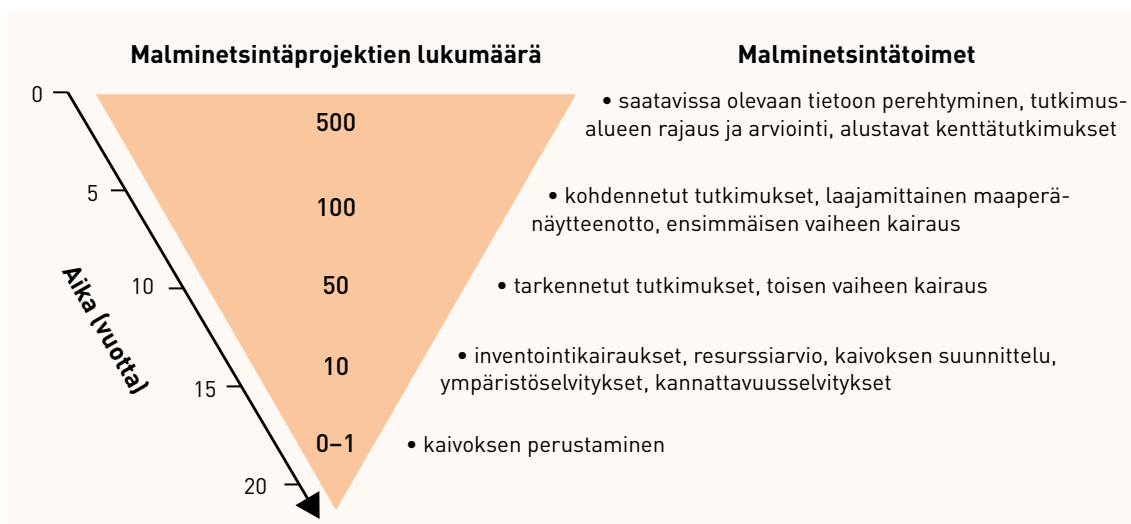 Malminetsintäprojektien lukumäärä
Malminetsintätoimet
0
500
• saatavissa olevaan tietoon perehtyminen, tutkimus-
alueen rajaus ja arviointi, alustavat kenttätutkimukset
5
100
• kohdennetut tutkimukset, laajamittainen maaperä-
näytteenotto, ensimmäisen vaiheen kairaus
Aika (vuotta)
10
50
• tarkennetut tutkimukset, toisen vaiheen kairaus
10
• inventointikairaukset, resurssiarvio, kaivoksen suunnittelu,
ympäristöselvitykset, kannattavuusselvitykset
15
0–1
• kaivoksen perustaminen
20